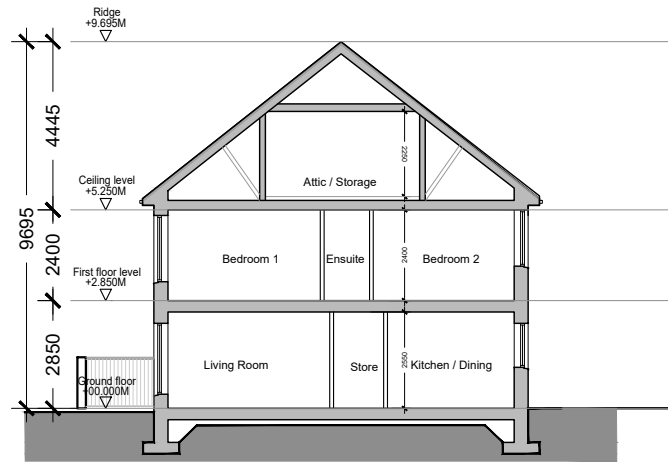 Ridge
+9.695M
4445
2250
Attic / Storage
Ceiling level
+5.250M
9695
2400
2400
Bedroom 1
Ensuite
Bedroom 2
First floor level
+2.850M
2850
2550
Living Room
Store
Kitchen / Dining
Ground floor
+00.000M